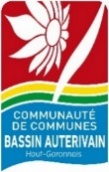 COMMUNAUTÉ
DE COMMUNES
BASSIN AUTERIVAIN
Haut-Garonnais